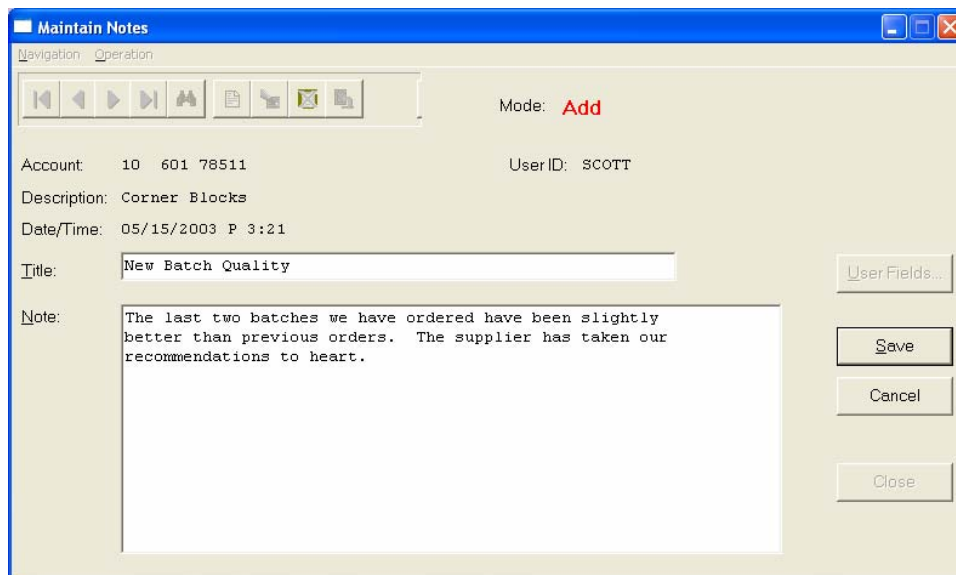 Maintain Notes
Navigation Operation
Mode: Add
Account: 10 601 78511 User ID: SCOTT
Description: Corner Blocks
Date/Time: 05/15/2003 P 3:21
Title: New Batch Quality
User Fields...
Note: The last two batches we have ordered have been slightly
better than previous orders. The supplier has taken our
recommendations to heart.
Save
Cancel
Close